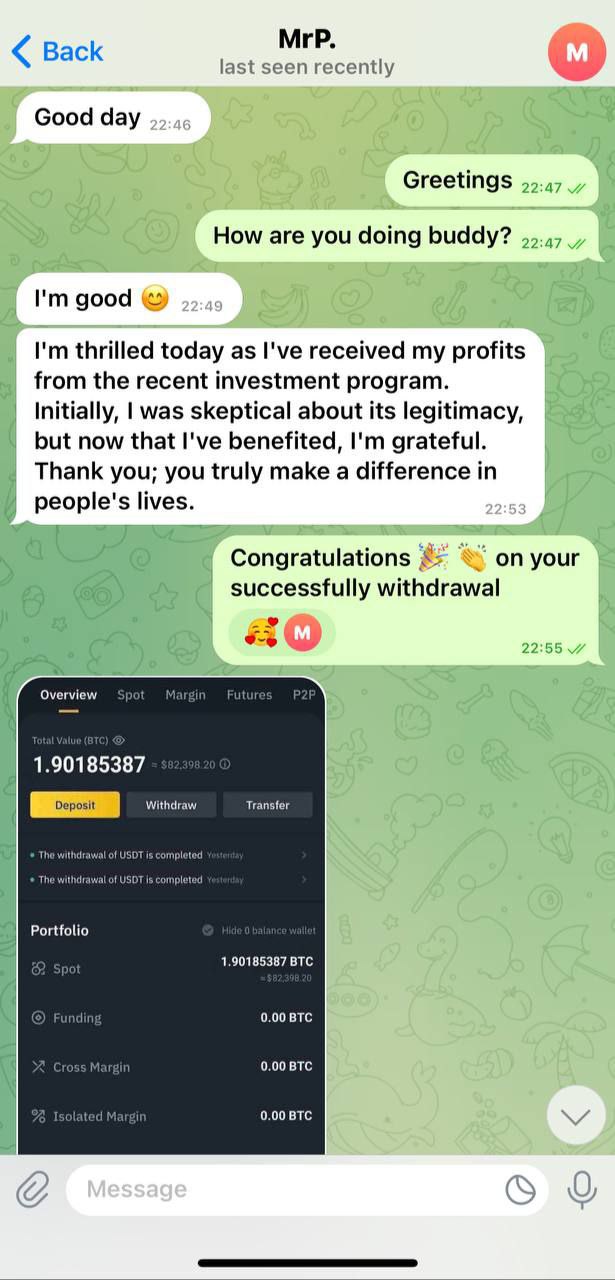 Back
MrP.
last seen recently
M
Good day 22:46
Greetings 22:47
How are you doing buddy? 22:47
I'm good 😊 22:49
I'm thrilled today as I've received my profits
from the recent investment program.
Initially, I was skeptical about its legitimacy,
but now that I've benefited, I'm grateful.
Thank you; you truly make a difference in
people's lives. 22:53
Congratulations 🎉 👏 on your
successfully withdrawal
🥰 M 22:55
Overview Spot Margin Futures P2P
Total Value (BTC)
1.90185387 ≈ $82,398.20
Deposit Withdraw Transfer
The withdrawal of USDT is completed Yesterday
The withdrawal of USDT is completed Yesterday
Portfolio Hide 0 balance wallet
Spot 1.90185387 BTC
≈$82,398.20
Funding 0.00 BTC
Cross Margin 0.00 BTC
Isolated Margin 0.00 BTC
Message